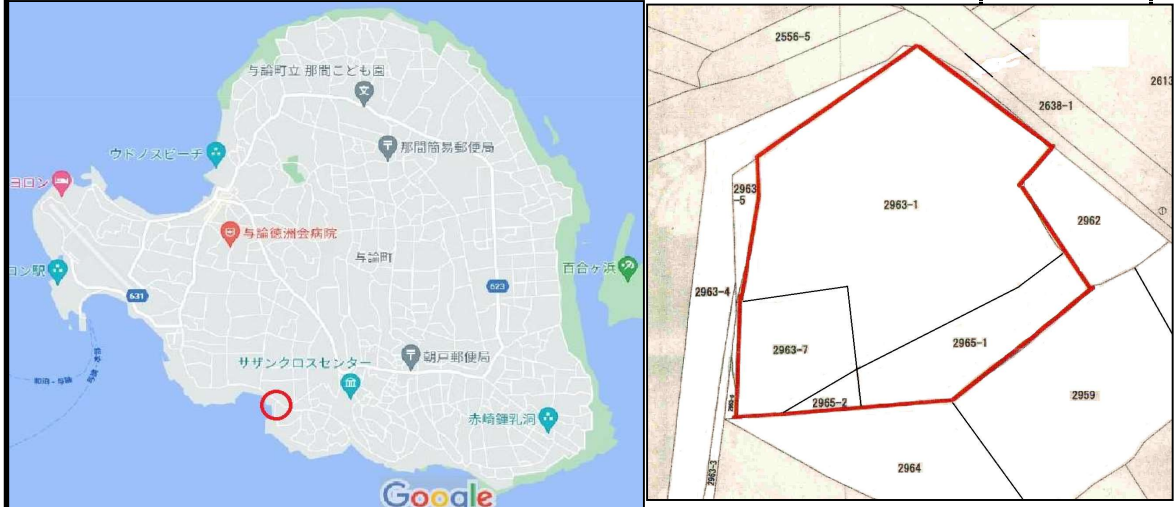 与論町立 那間こども園
那間簡易郵便局
ウドノスビーチ
ヨロン
与論徳洲会病院
与論町
百合ヶ浜
ロン駅
631
623
サザンクロスセンター
朝戸郵便局
赤崎鍾乳洞
Google
2556-5
2613
2638-1
2963
-5
2963-1
2962
2963-4
2963-7
2965-1
2965-2
2959
2964
2963-3